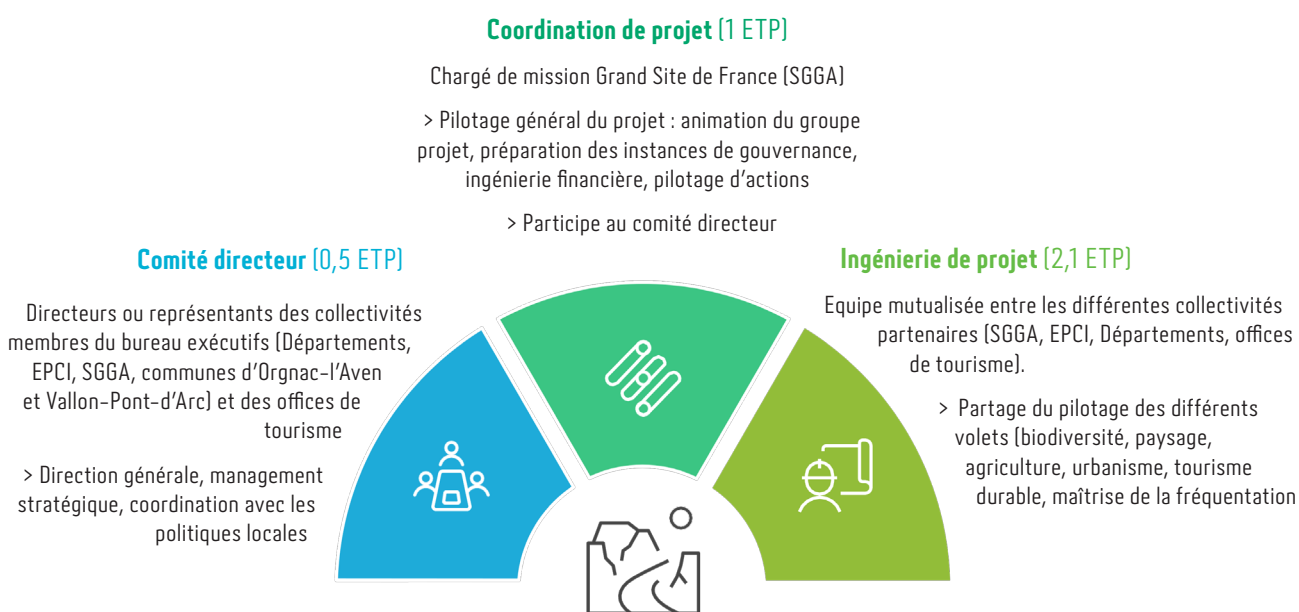 Coordination de projet (1 ETP)
Chargé de mission Grand Site de France (SGGA)
> Pilotage général du projet : animation du groupe
projet, préparation des instances de gouvernance,
ingénierie financière, pilotage d'actions
> Participe au comité directeur
Comité directeur (0,5 ETP)
Directeurs ou représentants des collectivités
membres du bureau exécutifs (Départements,
EPCI, SGGA, communes d'Orgnac-l'Aven
et Vallon-Pont-d'Arc) et des offices de
tourisme
> Direction générale, management
stratégique, coordination avec les
politiques locales
Ingénierie de projet (2,1 ETP)
Equipe mutualisée entre les différentes collectivités
partenaires (SGGA, EPCI, Départements, offices
de tourisme).
> Partage du pilotage des différents
volets (biodiversité, paysage,
agriculture, urbanisme, tourisme
durable, maîtrise de la fréquentation